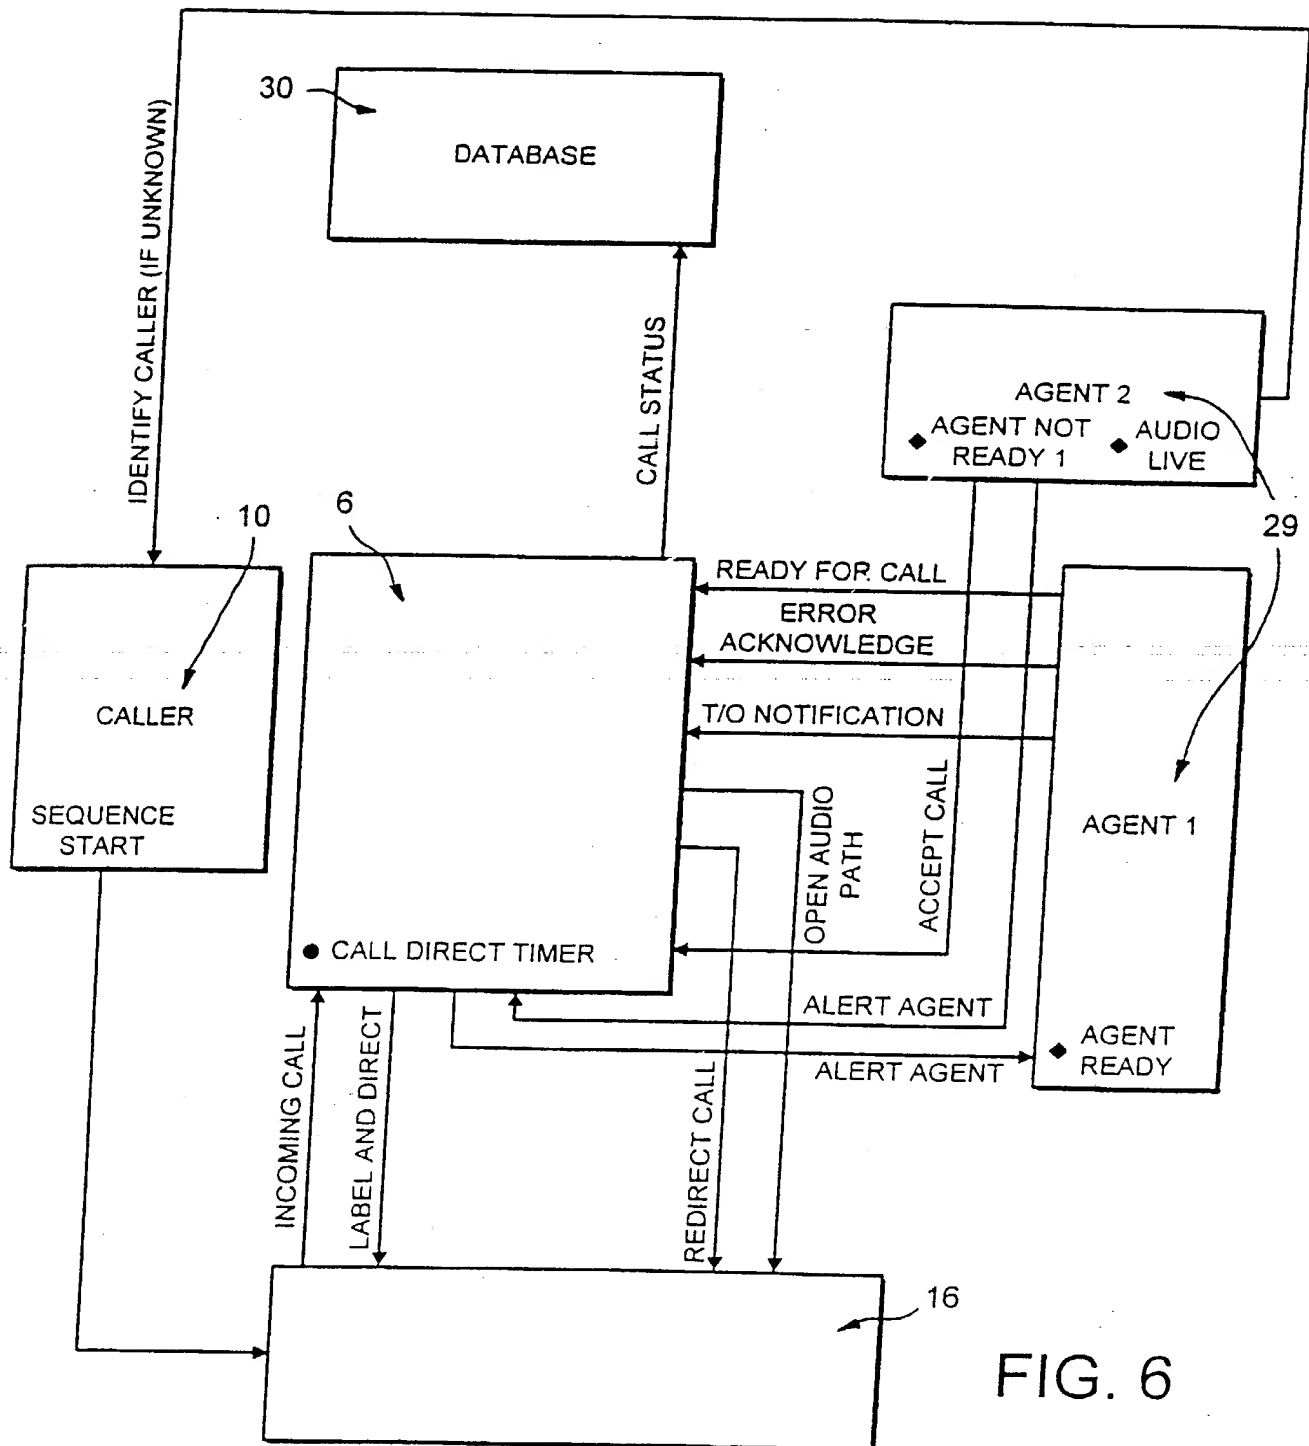 30
DATABASE
IDENTIFY CALLER (IF UNKNOWN)
CALL STATUS
AGENT 2
◆ AGENT NOT
READY 1
◆ AUDIO
LIVE
10
6
29
READY FOR CALL
ERROR
ACKNOWLEDGE
T/O NOTIFICATION
CALLER
SEQUENCE
START
AGENT 1
OPEN AUDIO
PATH
ACCEPT CALL
● CALL DIRECT TIMER
ALERT AGENT
ALERT AGENT
◆ AGENT
READY
INCOMING CALL
LABEL AND DIRECT
REDIRECT CALL
16
FIG. 6